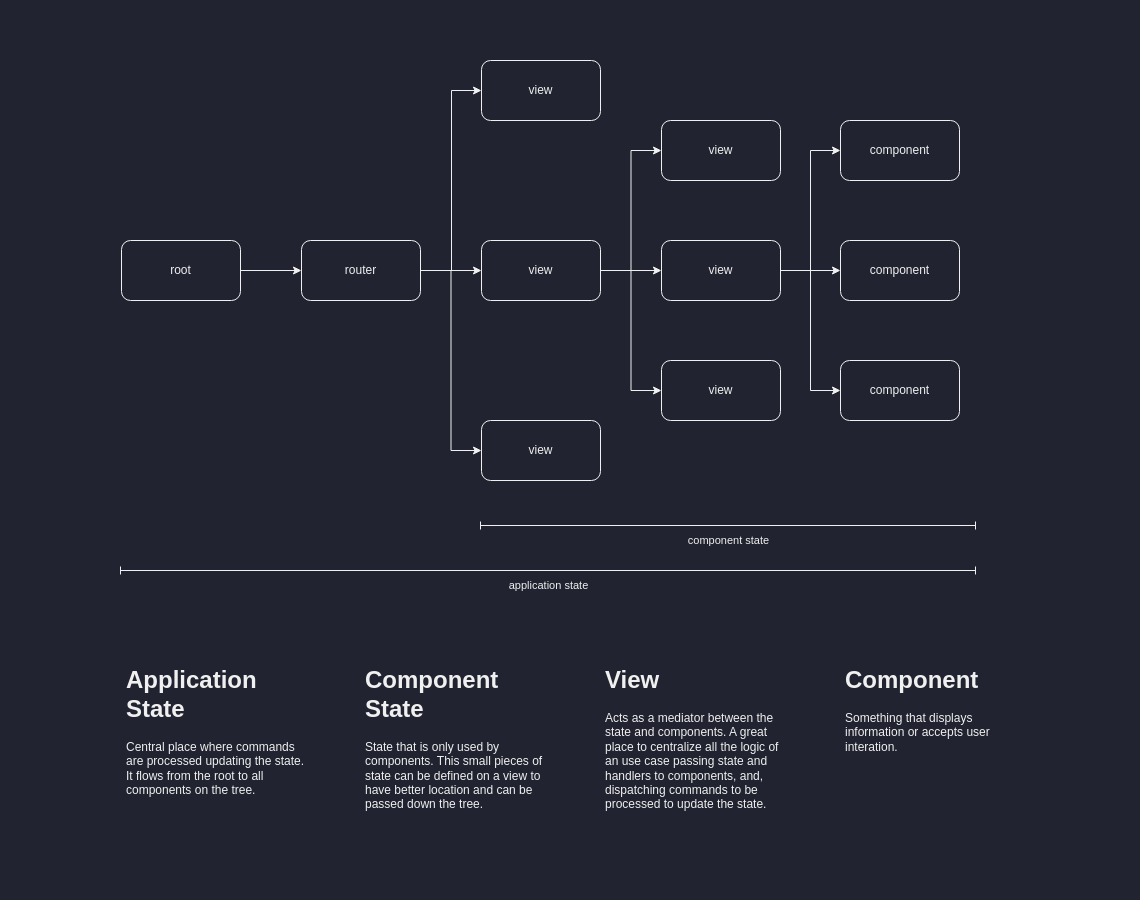 view
view
component
root
router
view
view
component
view
component
view
component state
application state
Application
State
Central place where commands
are processed updating the state.
It flows from the root to all
components on the tree.
Component
State
State that is only used by
components. This small pieces of
state can be defined on a view to
have better location and can be
passed down the tree.
View
Acts as a mediator between the
state and components. A great
place to centralize all the logic of
an use case passing state and
handlers to components, and,
dispatching commands to be
processed to update the state.
Component
Something that displays
information or accepts user
interation.